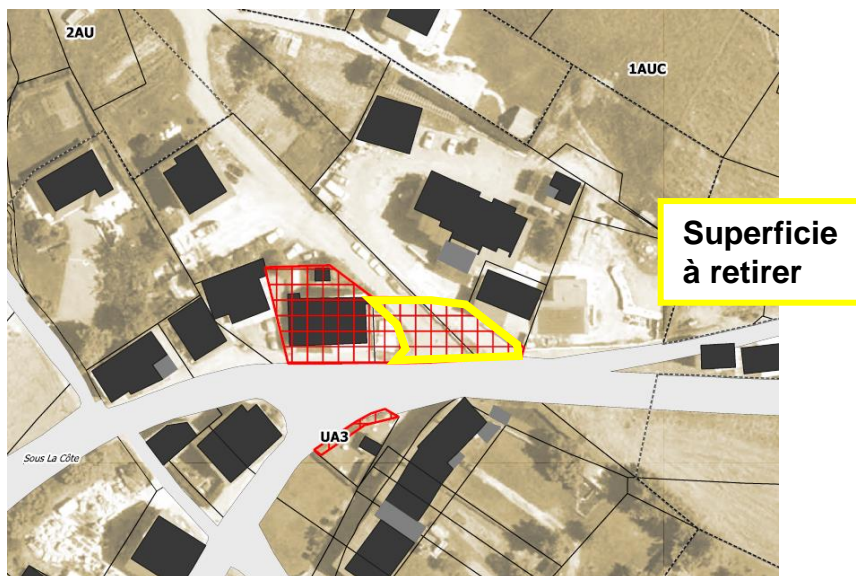 2AU
1AUC
Superficie
à retirer
UA3
Sous La Côte